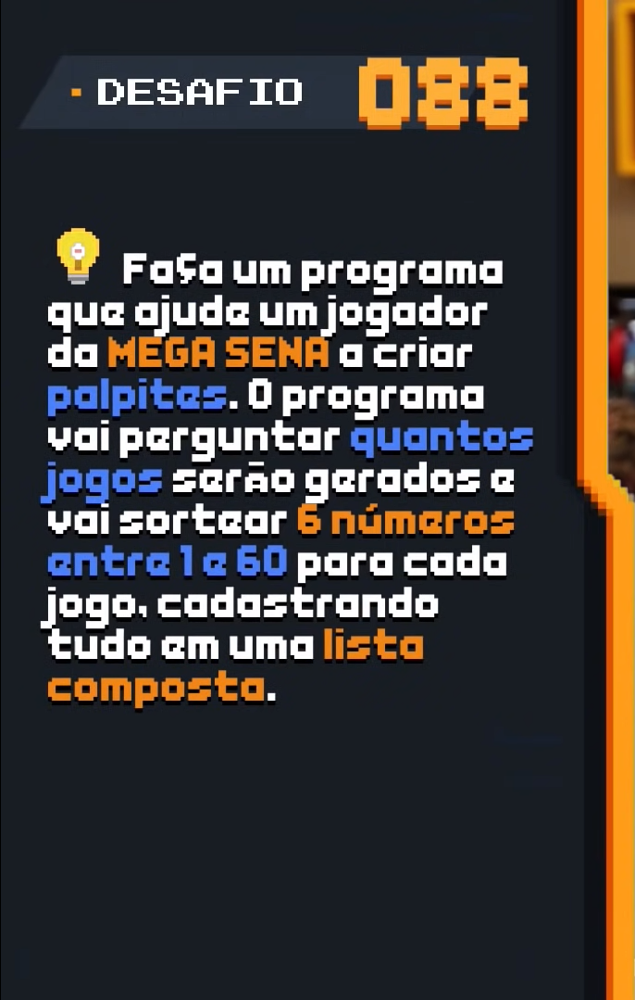 DESAFIO 088
Faça um programa
que ajude um jogador
da MEGA SENA a criar
palpites. O programa
vai perguntar quantos
jogos serão gerados e
vai sortear 6 números
entre 1 e 60 para cada
jogo, cadastrando
tudo em uma lista
composta.